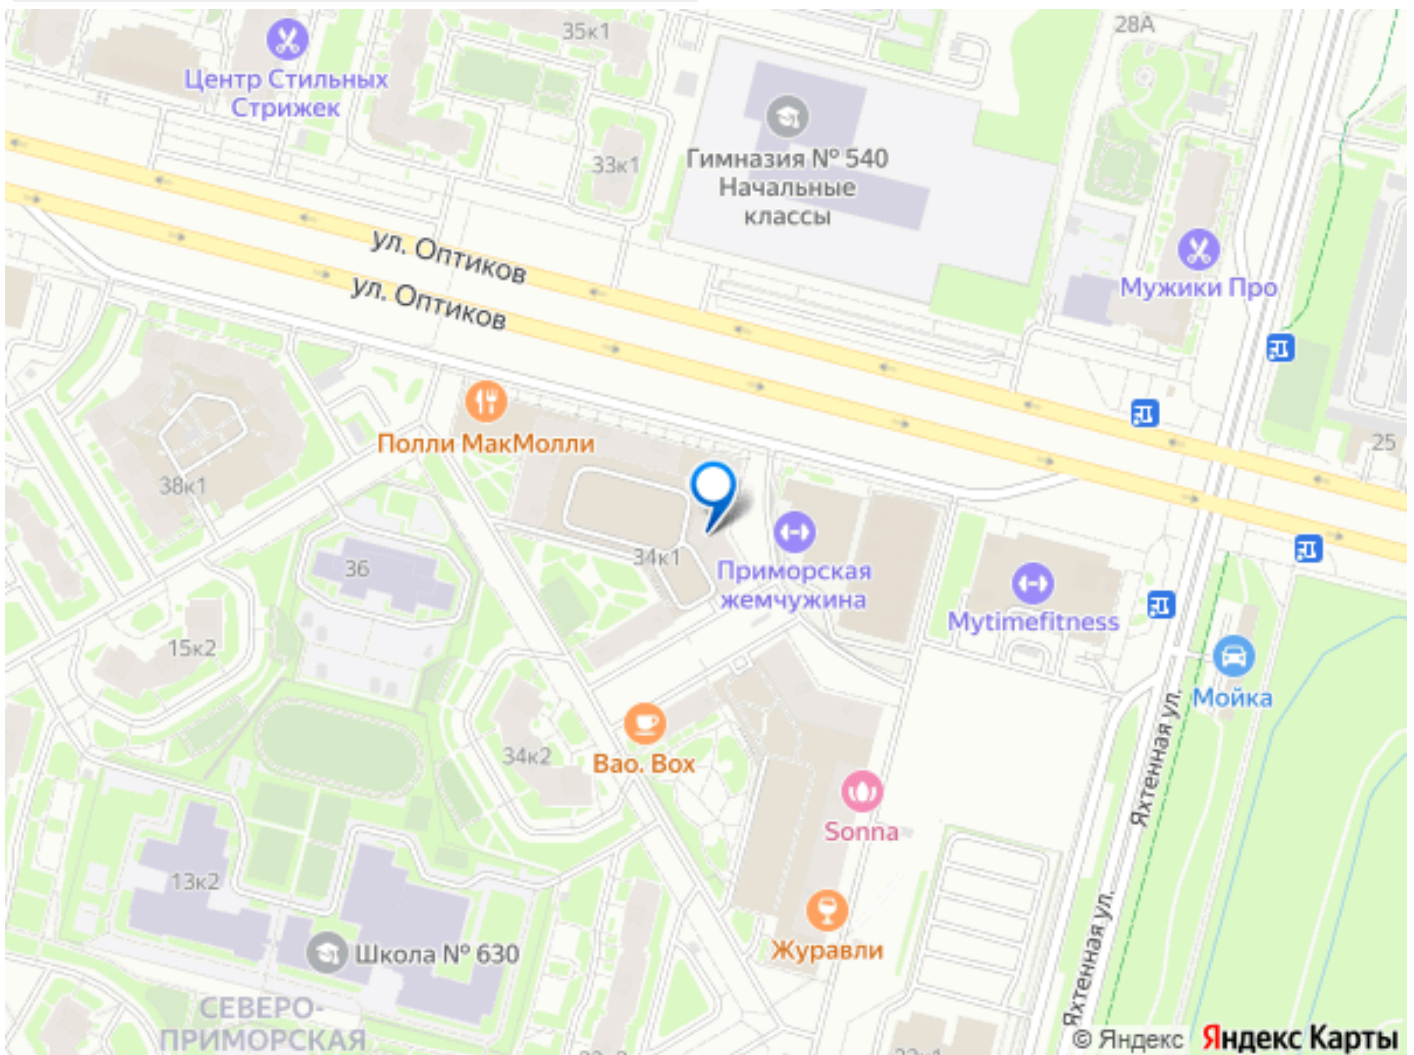 28А
35к1
Центр Стильных
Стрижек
33к1
Гимназия № 540
Начальные
классы
ул. Оптиков
ул. Оптиков
Мужики Про
25
Полли МакМолли
38к1
34к1
Приморская
жемчужина
36
Mytimefitness
15к2
Мойка
34к2
Bao. Box
Яхтенная ул.
Sonna
13к2
Школа № 630
Журавли
Яхтенная ул.
СЕВЕРО-
ПРИМОРСКАЯ
© Яндекс Яндекс Карты